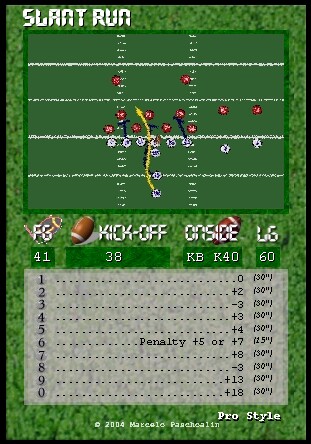 SLANT RUN
FG KICK-OFF ONSIDE LG
41 38 KB K40 60
1 ........ 0 (30")
2 ........ +2 (30")
3 ........ -3 (30")
4 ........ +3 (30")
5 ........ +4 (30")
6 ........ Penalty +5 or +7 (15")
7 ........ +8 (30")
8 ........ -3 (30")
9 ........ +13 (30")
0 ........ +18 (30")
Pro Style
© 2004 Marcelo Paschoalin